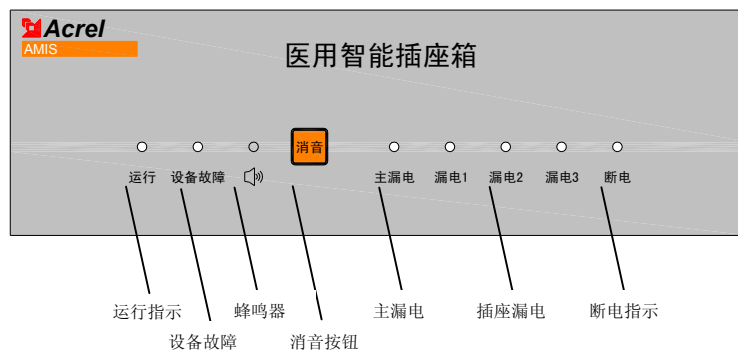 Acrel
AMIS
医用智能插座箱
消音
运行 设备故障 主漏电 漏电1 漏电2 漏电3 断电
运行指示 蜂鸣器 主漏电 插座漏电 断电指示
设备故障 消音按钮